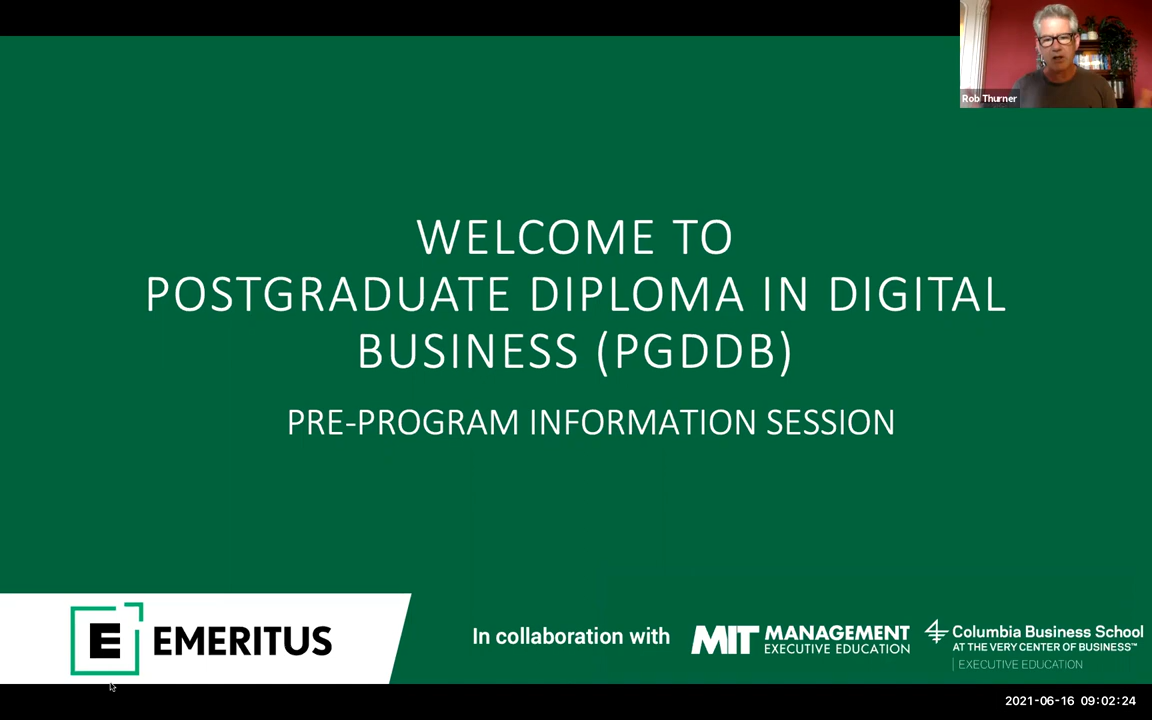 Rob Thurner
WELCOME TO
POSTGRADUATE DIPLOMA IN DIGITAL
BUSINESS (PGDDB)
PRE-PROGRAM INFORMATION SESSION
E EMERITUS
In collaboration with
MIT MANAGEMENT
EXECUTIVE EDUCATION
Columbia Business School
AT THE VERY CENTER OF BUSINESS™
EXECUTIVE EDUCATION
2021-06-16 09:02:24